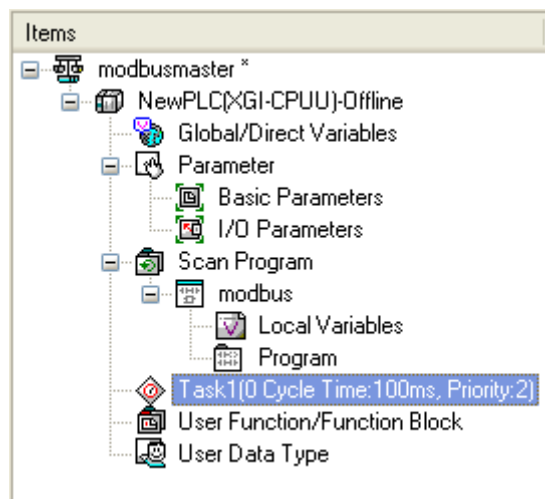 Items
modbusmaster *
NewPLC(XGI-CPUU)-Offline
Global/Direct Variables
Parameter
Basic Parameters
I/O Parameters
Scan Program
modbus
Local Variables
Program
Task1(0 Cycle Time:100ms, Priority:2)
User Function/Function Block
User Data Type